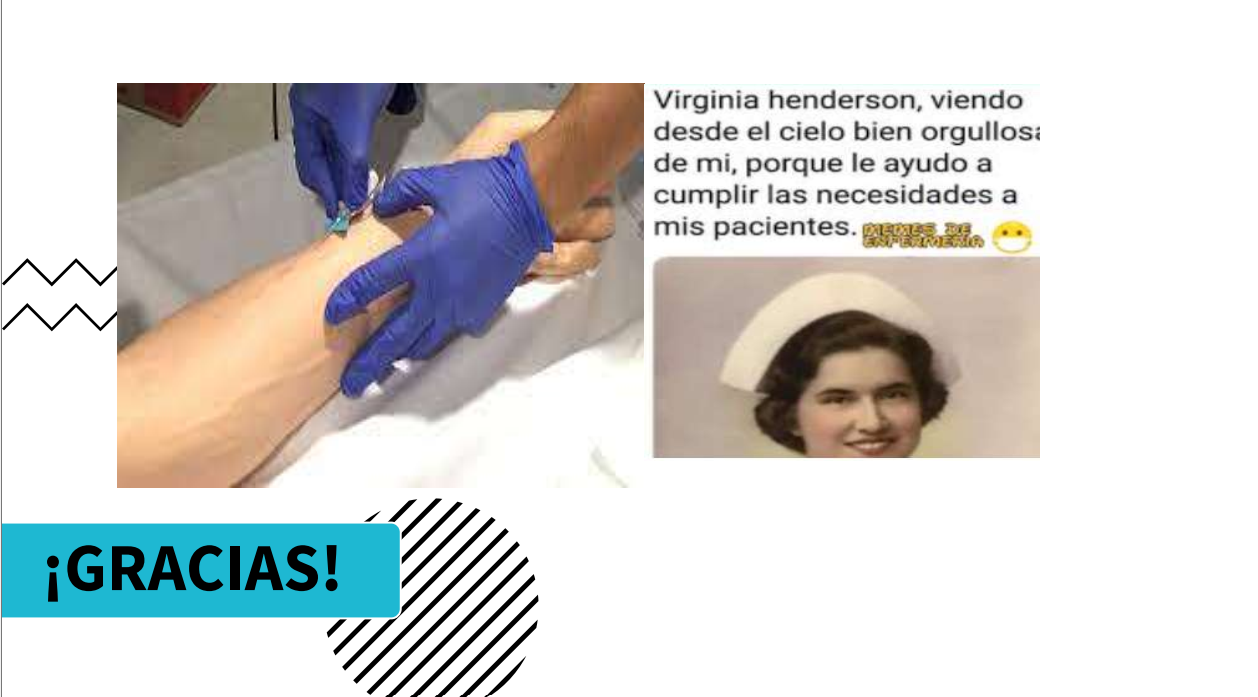 Virginia henderson, viendo
desde el cielo bien orgullosa
de mi, porque le ayudo a
cumplir las necesidades a
mis pacientes. MEMES DE
ENFERMERIA
¡GRACIAS!